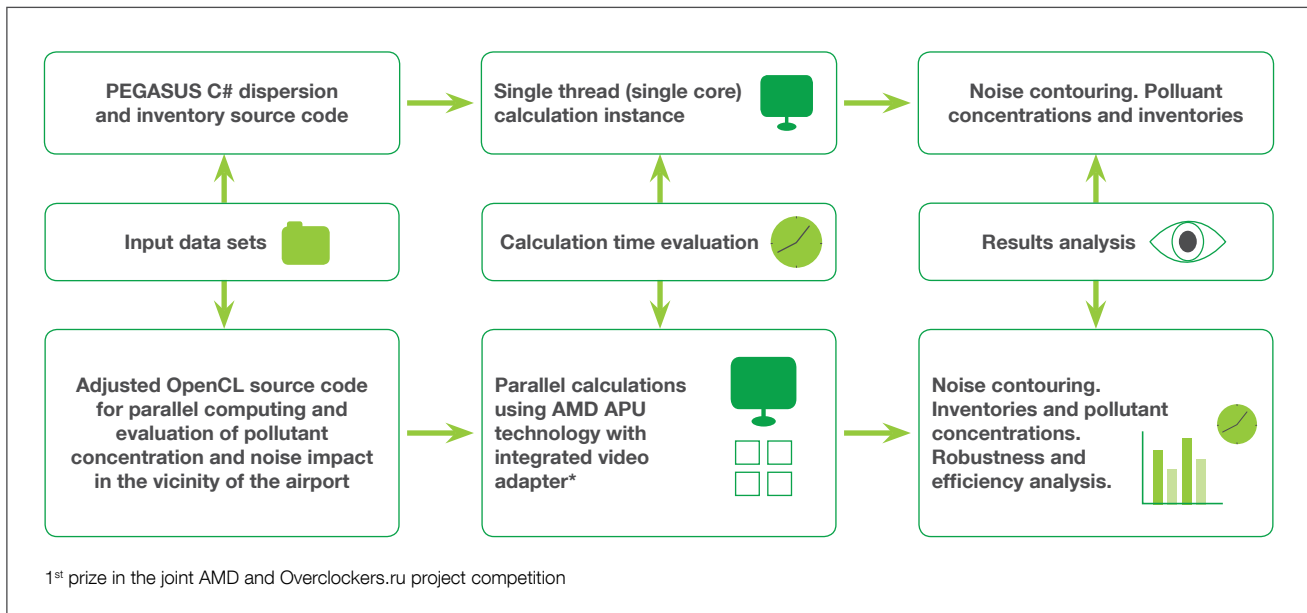 PEGASUS C# dispersion
and inventory source code
Single thread (single core)
calculation instance
Noise contouring. Polluant
concentrations and inventories
Input data sets
Calculation time evaluation
Results analysis
Adjusted OpenCL source code
for parallel computing and
evaluation of pollutant
concentration and noise impact
in the vicinity of the airport
Parallel calculations
using AMD APU
technology with
integrated video
adapter*
Noise contouring.
Inventories and pollutant
concentrations.
Robustness and
efficiency analysis.
1st prize in the joint AMD and Overclockers.ru project competition